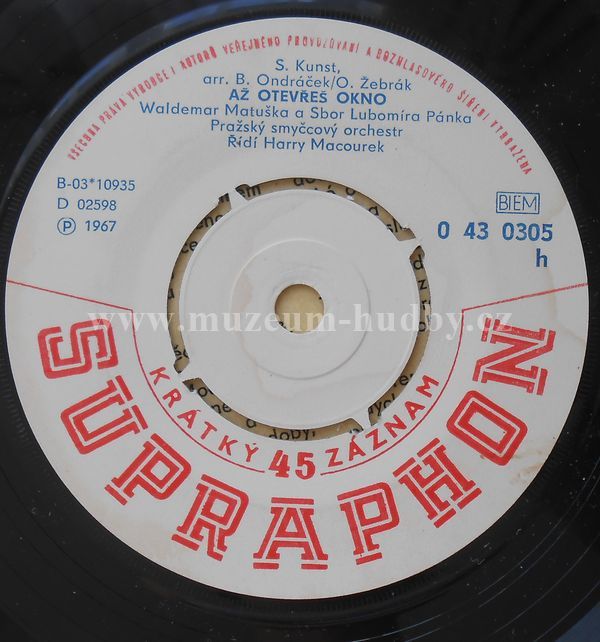 VŠECHNA PRÁVA VÝROBCE I AUTORŮ VEŘEJNÉHO PROVOZOVÁNÍ A ROZHLASOVÉHO ŠÍŘENÍ VYHRAŽENA
S. Kunst,
arr. B. Ondráček/O. Žebrák
AŽ OTEVŘEŠ OKNO
Waldemar Matuška a Sbor Lubomíra Pánka
Pražský smyčcový orchestr
Řídí Harry Macourek
B-03*10935
D 02598
Ⓟ 1967
BIEM
0 43 0305
h
www.muzeum-hudby.cz
KRÁTKÝ 45 ZÁZNAM
SUPRAPHON